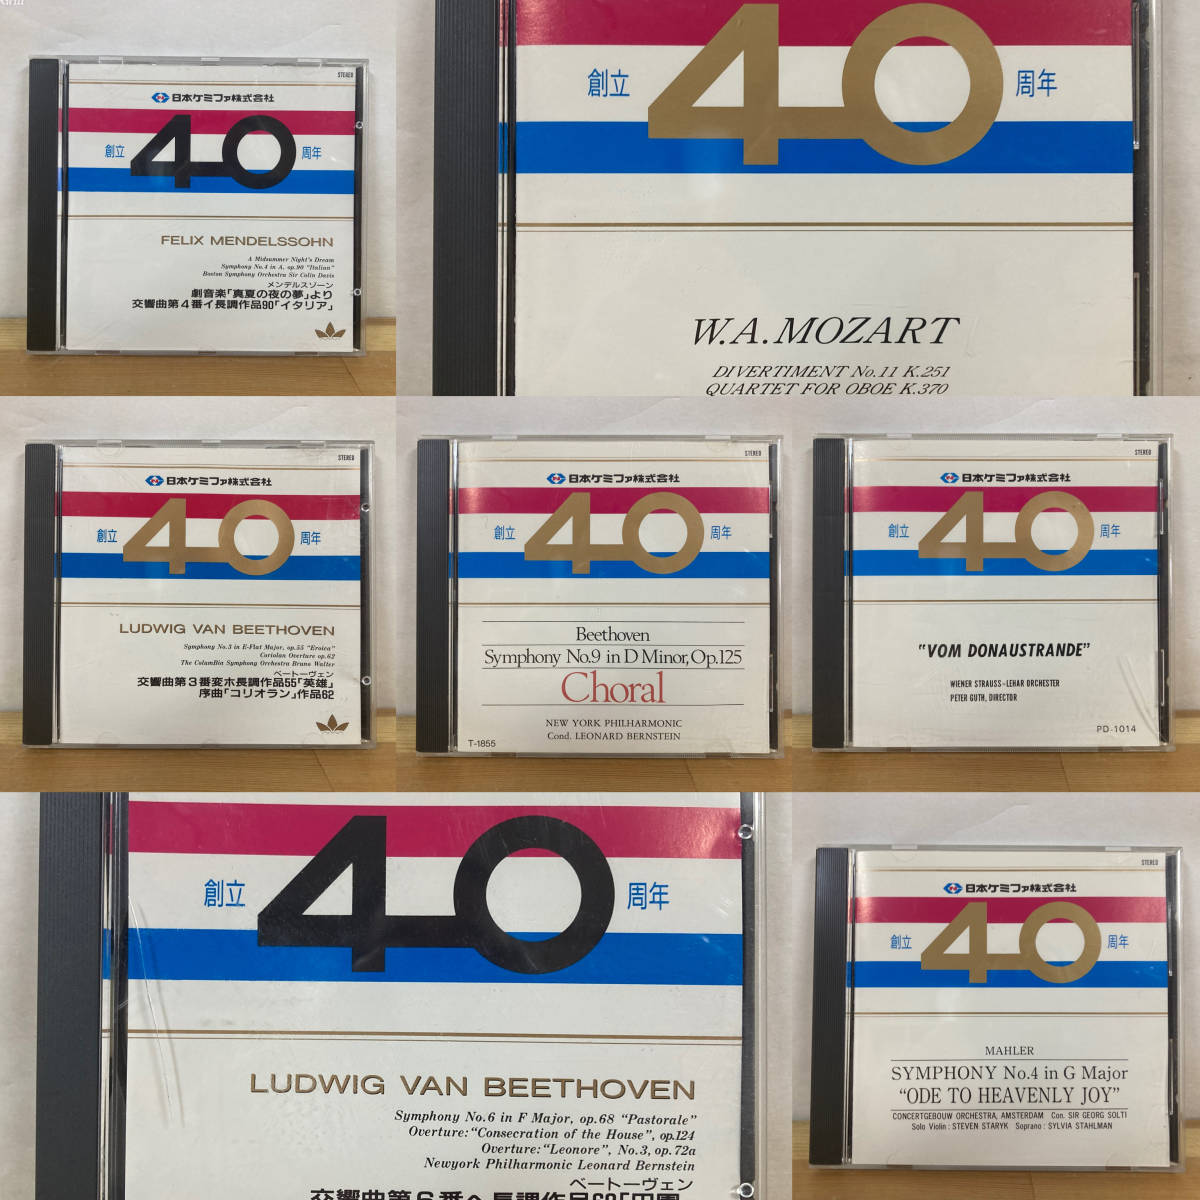 STEREO
日本ケミファ株式会社
創立 40 周年
FELIX MENDELSSOHN
A Midsummer Night's Dream
Symphony No.4 in A, op.90 "Italian"
Boston Symphony Orchestra Sir Colin Davis
メンデルスゾーン
劇音楽「真夏の夜の夢」より
交響曲第4番イ長調作品90「イタリア」
創立 40 周年
W.A.MOZART
DIVERTIMENT No.11 K.251
QUARTET FOR OBOE K.370
STEREO
日本ケミファ株式会社
創立 40 周年
LUDWIG VAN BEETHOVEN
Symphony No.3 in E-Flat Major, op.55 "Eroica"
Coriolan Overture op.62
The ColumBia Symphony Orchestra Bruno Walter
ベートーヴェン
交響曲第3番変ホ長調作品55「英雄」
序曲「コリオラン」作品62
STEREO
日本ケミファ株式会社
創立 40 周年
Beethoven
Symphony No.9 in D Minor, Op.125
Choral
NEW YORK PHILHARMONIC
Cond. LEONARD BERNSTEIN
T-1855
STEREO
日本ケミファ株式会社
創立 40 周年
"VOM DONAUSTRANDE"
WIENER STRAUSS-LEHAR ORCHESTER
PETER GUTH, DIRECTOR
PD-1014
創立 40 周年
LUDWIG VAN BEETHOVEN
Symphony No.6 in F Major, op.68 "Pastorale"
Overture:"Consecration of the House", op.124
Overture:"Leonore", No.3, op.72a
Newyork Philharmonic Leonard Bernstein
ベートーヴェン
交響曲第6番ヘ長調作品68「田園
STEREO
日本ケミファ株式会社
創立 40 周年
MAHLER
SYMPHONY No.4 in G Major
"ODE TO HEAVENLY JOY"
CONCERTGEBOUW ORCHESTRA, AMSTERDAM Con. SIR GEORG SOLTI
Solo Violin : STEVEN STARYK Soprano : SYLVIA STAHLMAN